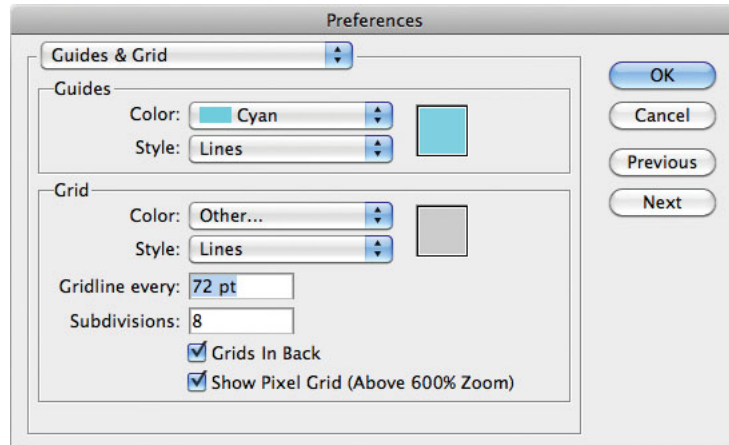 Preferences
Guides & Grid
Guides
Color: Cyan
Style: Lines
Grid
Color: Other...
Style: Lines
Gridline every: 72 pt
Subdivisions: 8
Grids In Back
Show Pixel Grid (Above 600% Zoom)
OK
Cancel
Previous
Next